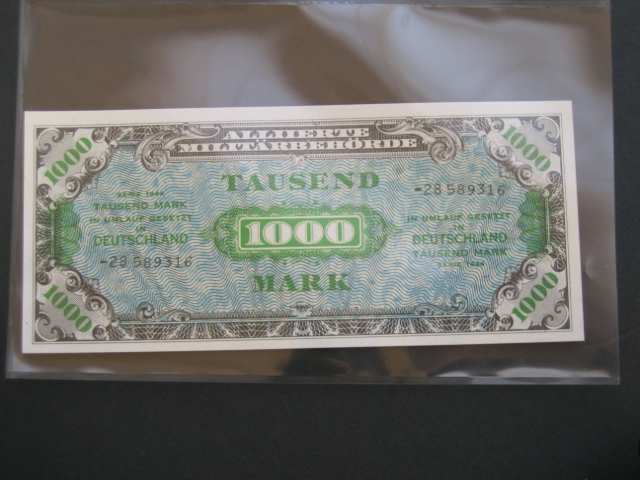 ALLIIERTE
MILITÄRBEHÖRDE
1000
1000
SERIE 1944
TAUSEND MARK
IN UMLAUF GESETZT
IN
DEUTSCHLAND
-28589316
TAUSEND
1000
MARK
-28589316
IN UMLAUF GESETZT
IN
DEUTSCHLAND
TAUSEND MARK
SERIE 1944
1000
1000